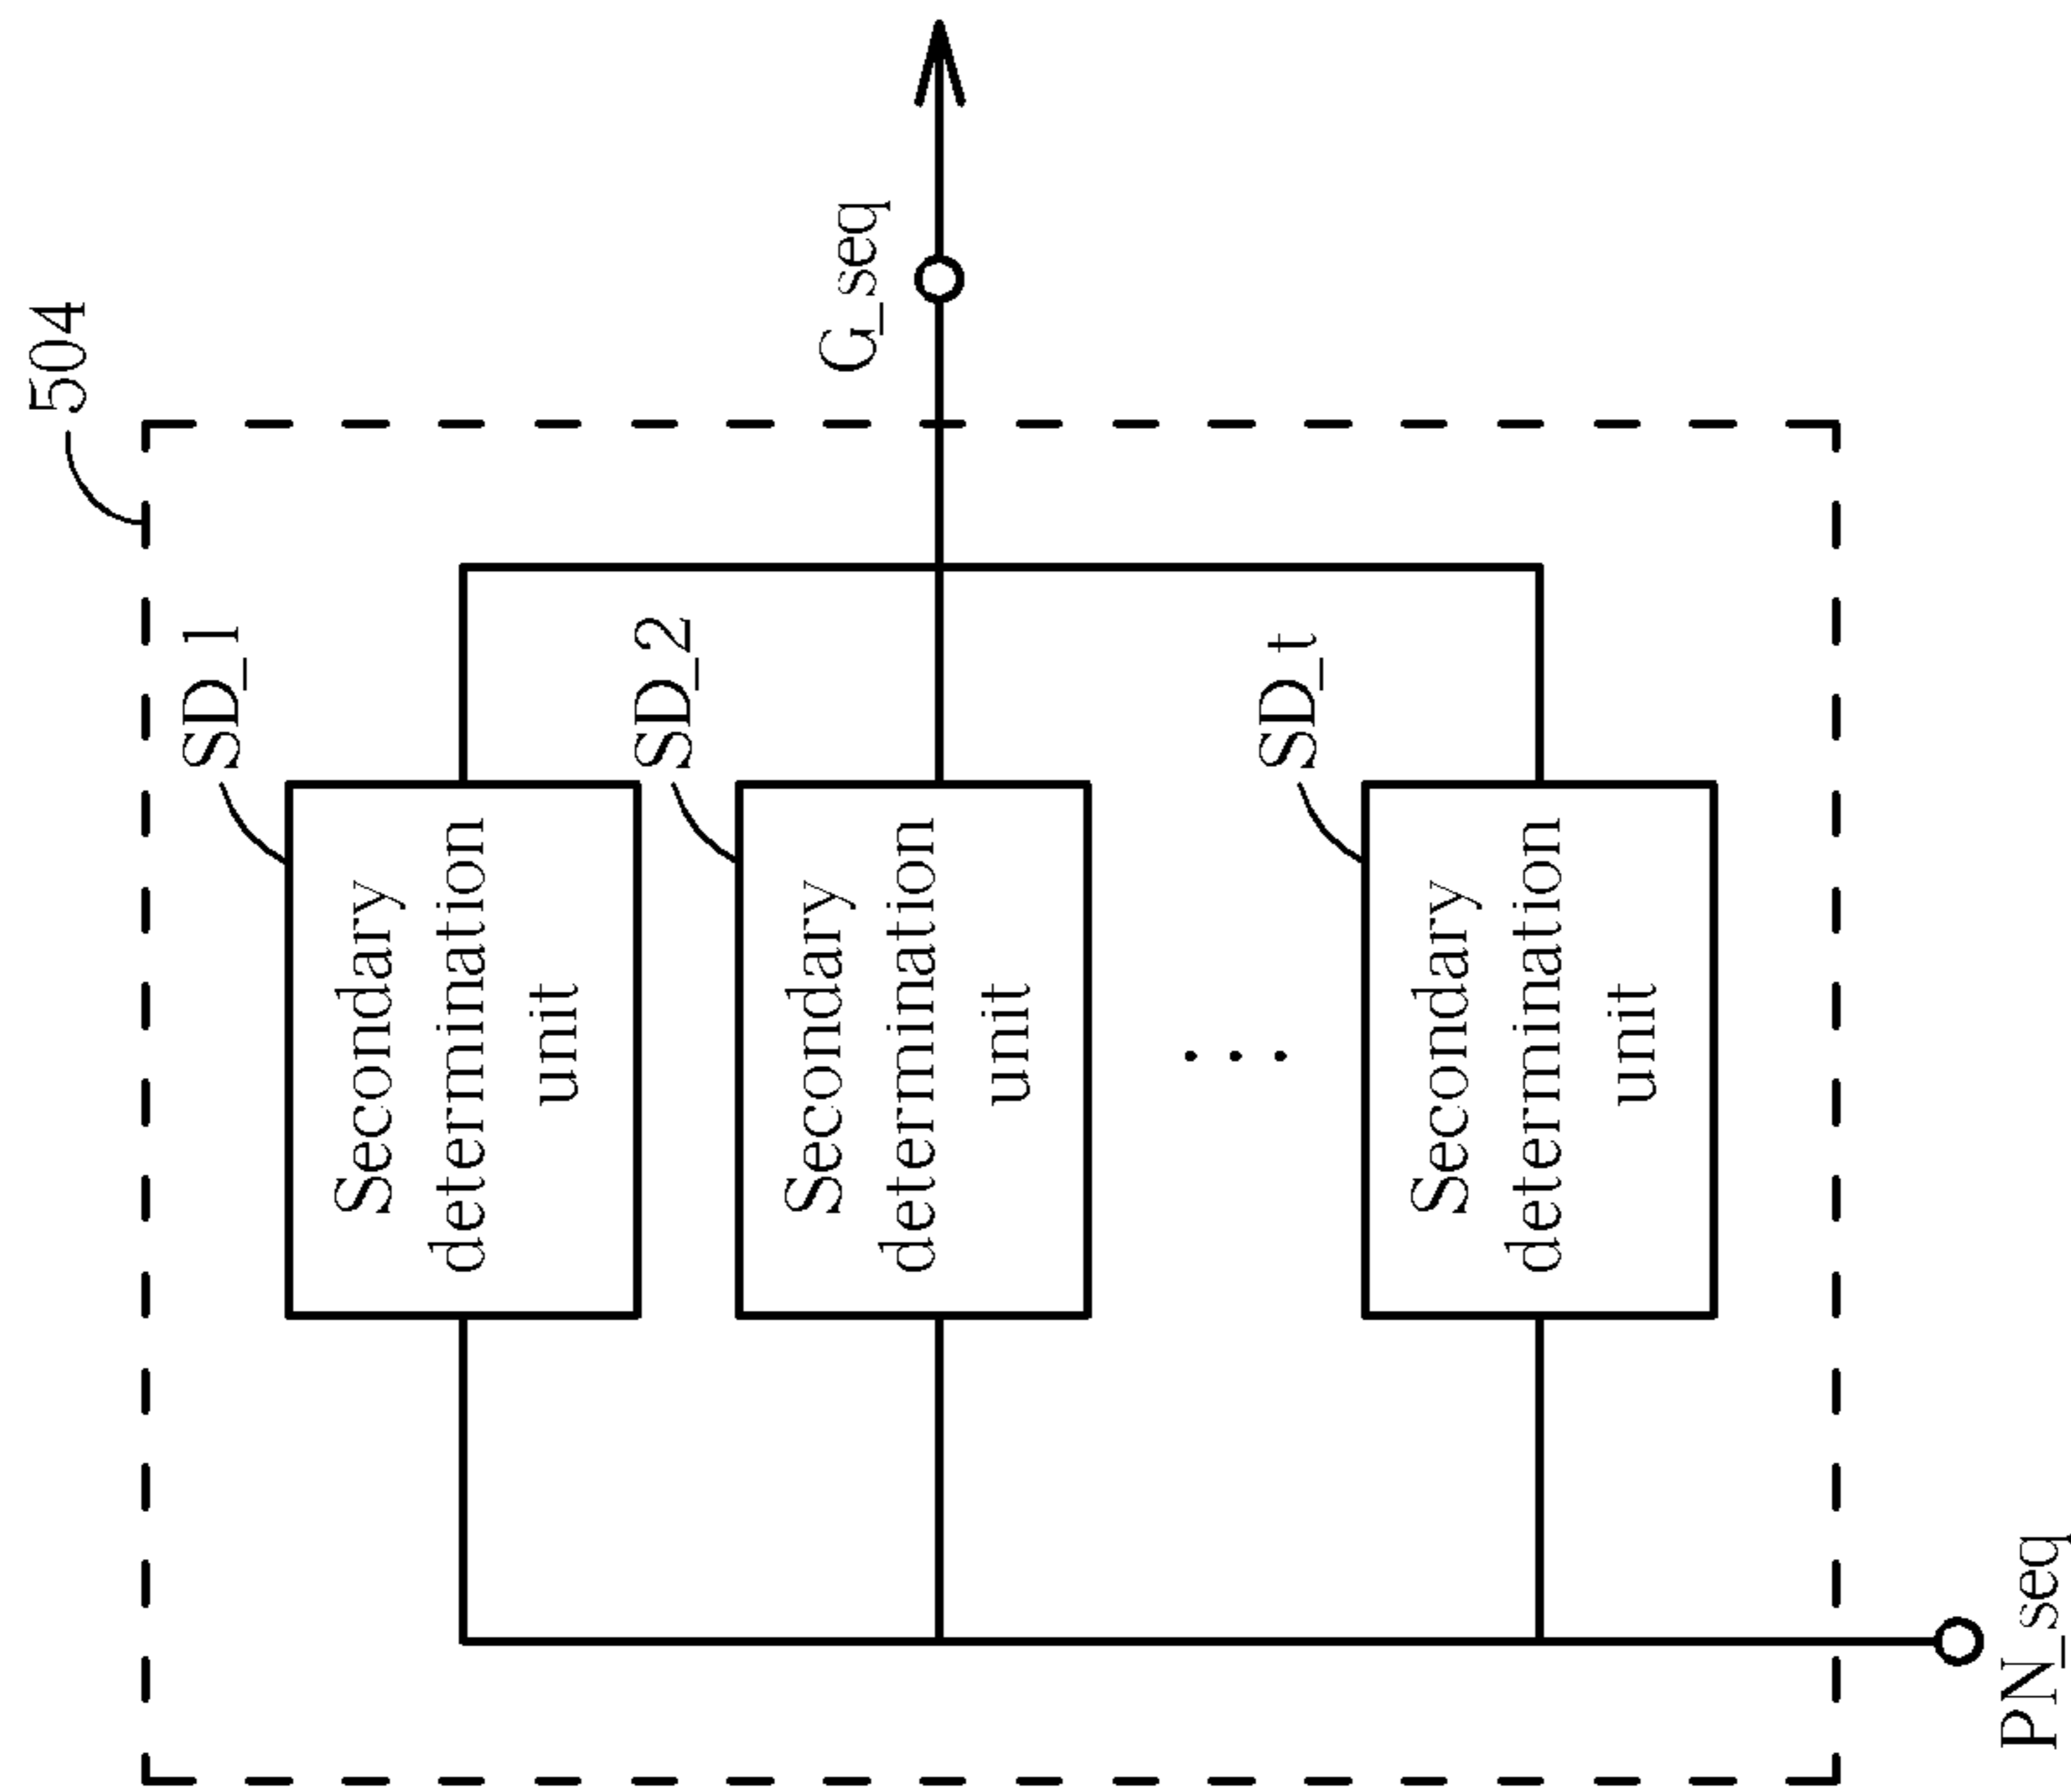 504
SD_1
Secondary
determination
unit
SD_2
Secondary
determination
unit
...
SD_t
Secondary
determination
unit
G_seq
PN_seq